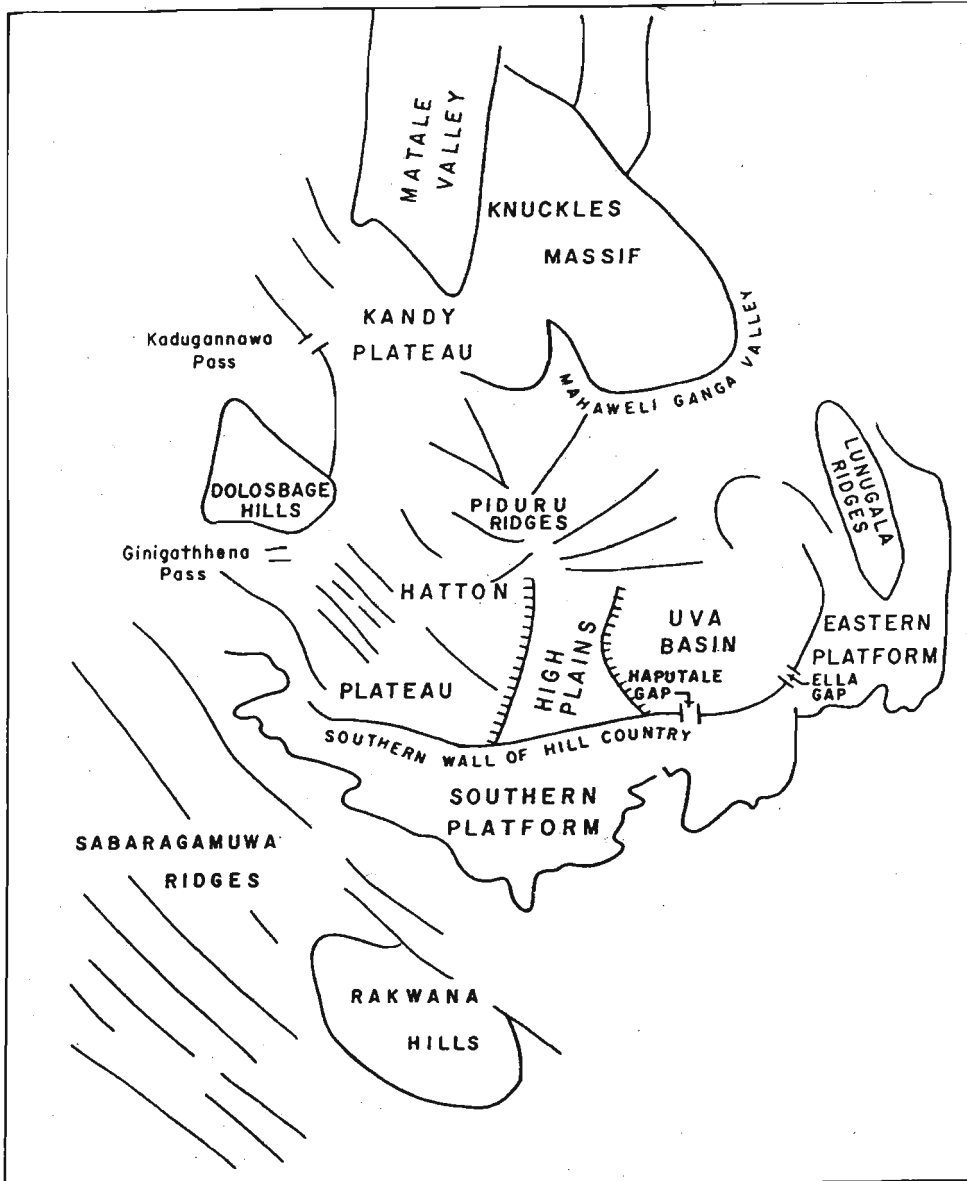 MATALE
VALLEY
KNUCKLES
MASSIF
KANDY
PLATEAU
Kadugannawa
Pass
MAHAWELI GANGA VALLEY
DOLOSBAGE
HILLS
LUNUGALA
RIDGES
PIDURU
RIDGES
Ginigathhena
Pass
HATTON
PLATEAU
HIGH
PLAINS
UVA
BASIN
EASTERN
PLATFORM
HAPUTALE
GAP
ELLA
GAP
SOUTHERN WALL OF HILL COUNTRY
SOUTHERN
PLATFORM
SABARAGAMUWA
RIDGES
RAKWANA
HILLS